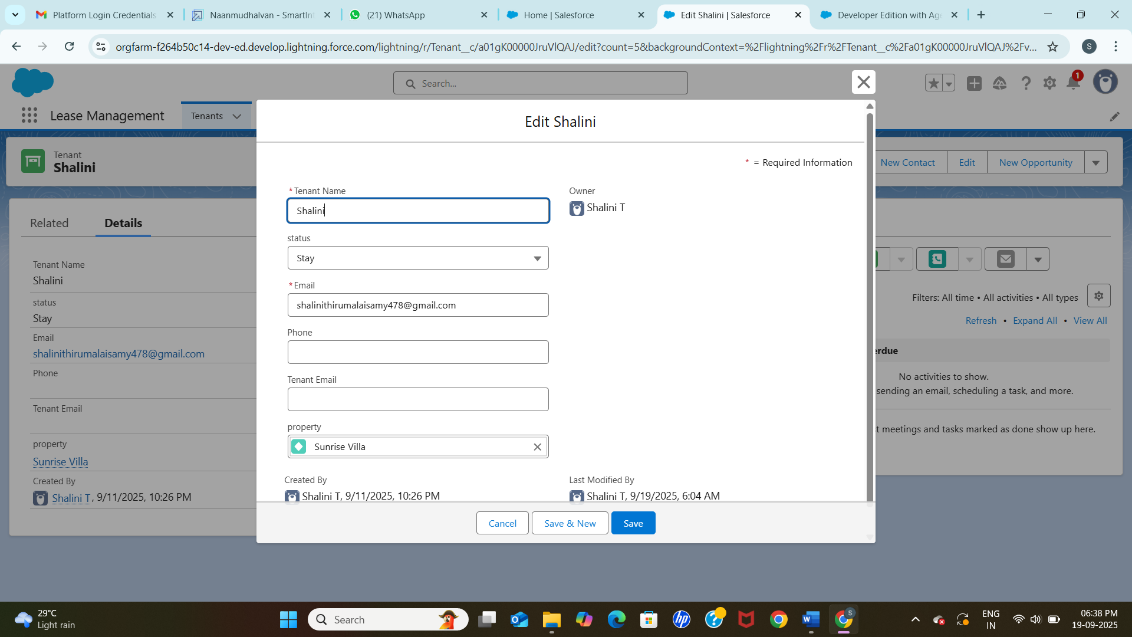 Platform Login Credentials
Naanmudhalvan - SmartIn
(21) WhatsApp
Home | Salesforce
Edit Shalini | Salesforce
Developer Edition with Ag
orgfarm-f264b50c14-dev-ed.develop.lightning.force.com/lightning/r/Tenant__c/a01gK00000JruVlQAJ/edit?count=5&backgroundContext=%2Flightning%2Fr%2FTenant__c%2Fa01gK00000JruVlQAJ%2Fv...
S
Search...
1
Lease Management
Tenants
Edit Shalini
Tenant
Shalini
New Contact
Edit
New Opportunity
* = Required Information
Related
Details
* Tenant Name
Shalini
Owner
Shalini T
status
Stay
* Email
shalinithirumalaisamy478@gmail.com
Phone
Tenant Email
property
Sunrise Villa
Created By
Shalini T, 9/11/2025, 10:26 PM
Last Modified By
Shalini T, 9/19/2025, 6:04 AM
Cancel
Save & New
Save
Tenant Name
Shalini
status
Stay
Email
shalinithirumalaisamy478@gmail.com
Phone
Tenant Email
property
Sunrise Villa
Created By
Shalini T, 9/11/2025, 10:26 PM
Filters: All time • All activities • All types
Refresh • Expand All • View All
erdue
No activities to show.
sending an email, scheduling a task, and more.
t meetings and tasks marked as done show up here.
29°C
Light rain
Search
ENG
IN
06:38 PM
19-09-2025